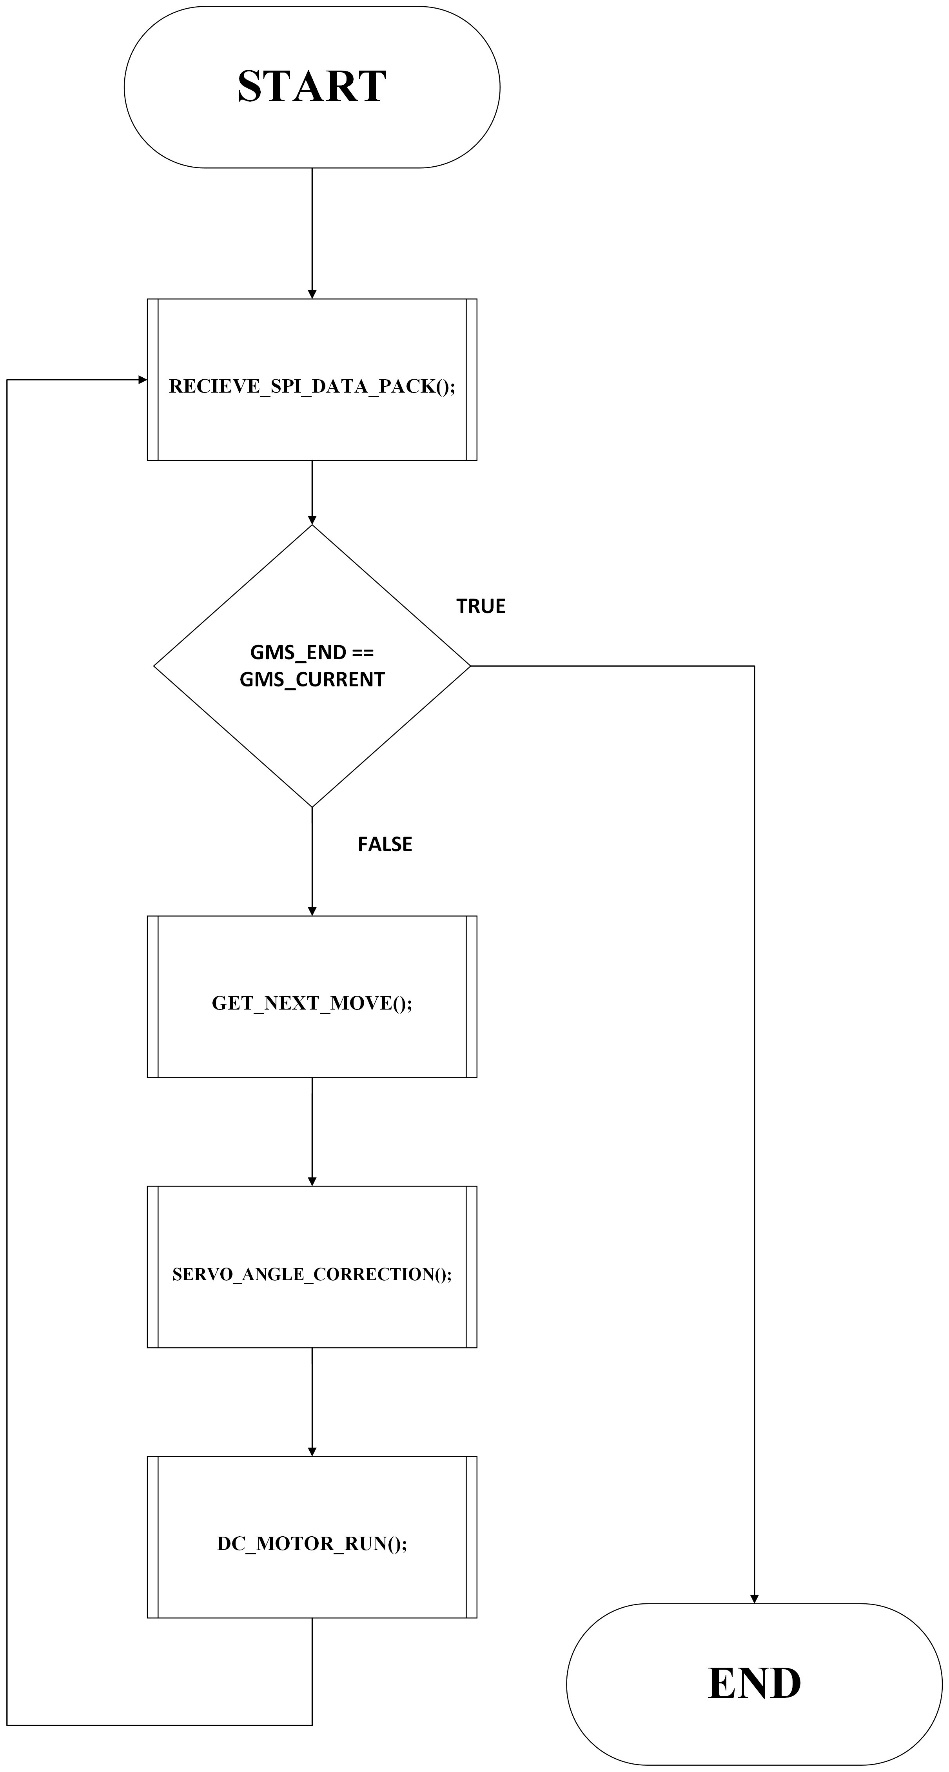 START
RECIEVE_SPI_DATA_PACK();
TRUE
GMS_END ==
GMS_CURRENT
FALSE
GET_NEXT_MOVE();
SERVO_ANGLE_CORRECTION();
DC_MOTOR_RUN();
END